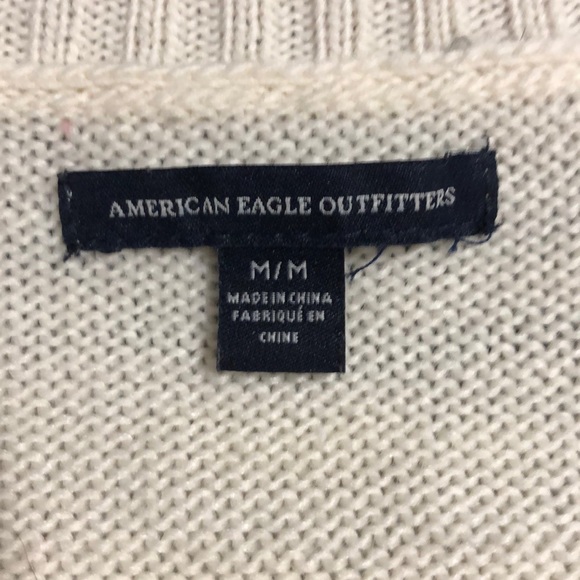 AMERICAN EAGLE OUTFITTERS
M/M
MADE IN CHINA
FABRIQUÉ EN
CHINE